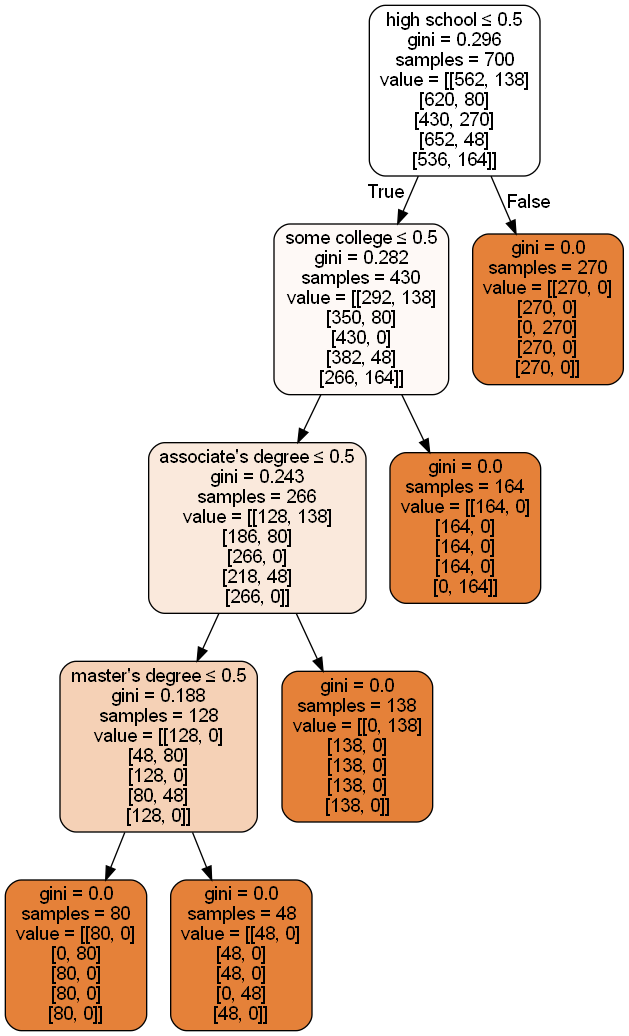 high school ≤ 0.5
gini = 0.296
samples = 700
value = [[562, 138]
[620, 80]
[430, 270]
[652, 48]
[536, 164]]
True
False
some college ≤ 0.5
gini = 0.282
samples = 430
value = [[292, 138]
[350, 80]
[430, 0]
[382, 48]
[266, 164]]
gini = 0.0
samples = 270
value = [[270, 0]
[270, 0]
[0, 270]
[270, 0]
[270, 0]]
associate's degree ≤ 0.5
gini = 0.243
samples = 266
value = [[128, 138]
[186, 80]
[266, 0]
[218, 48]
[266, 0]]
gini = 0.0
samples = 164
value = [[164, 0]
[164, 0]
[164, 0]
[164, 0]
[0, 164]]
master's degree ≤ 0.5
gini = 0.188
samples = 128
value = [[128, 0]
[48, 80]
[128, 0]
[80, 48]
[128, 0]]
gini = 0.0
samples = 138
value = [[0, 138]
[138, 0]
[138, 0]
[138, 0]
[138, 0]]
gini = 0.0
samples = 80
value = [[80, 0]
[0, 80]
[80, 0]
[80, 0]
[80, 0]]
gini = 0.0
samples = 48
value = [[48, 0]
[48, 0]
[48, 0]
[0, 48]
[48, 0]]